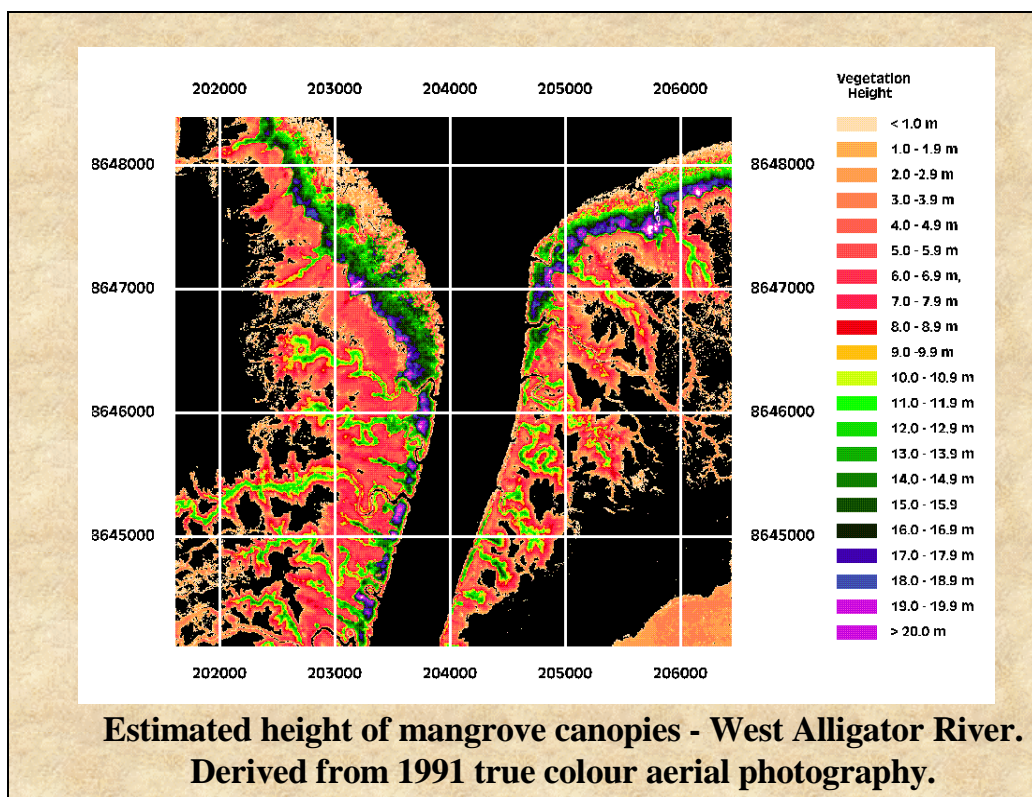 Vegetation
Height
202000 203000 204000 205000 206000
< 1.0 m
1.0 - 1.9 m
2.0 -2.9 m
3.0 -3.9 m
4.0 - 4.9 m
5.0 - 5.9 m
6.0 - 6.9 m,
7.0 - 7.9 m
8.0 - 8.9 m
9.0 -9.9 m
10.0 - 10.9 m
11.0 - 11.9 m
12.0 - 12.9 m
13.0 - 13.9 m
14.0 - 14.9 m
15.0 - 15.9
16.0 - 16.9 m
17.0 - 17.9 m
18.0 - 18.9 m
19.0 - 19.9 m
> 20.0 m
8648000 8648000
8647000 8647000
8646000 8646000
8645000 8645000
202000 203000 204000 205000 206000
Estimated height of mangrove canopies - West Alligator River.
Derived from 1991 true colour aerial photography.